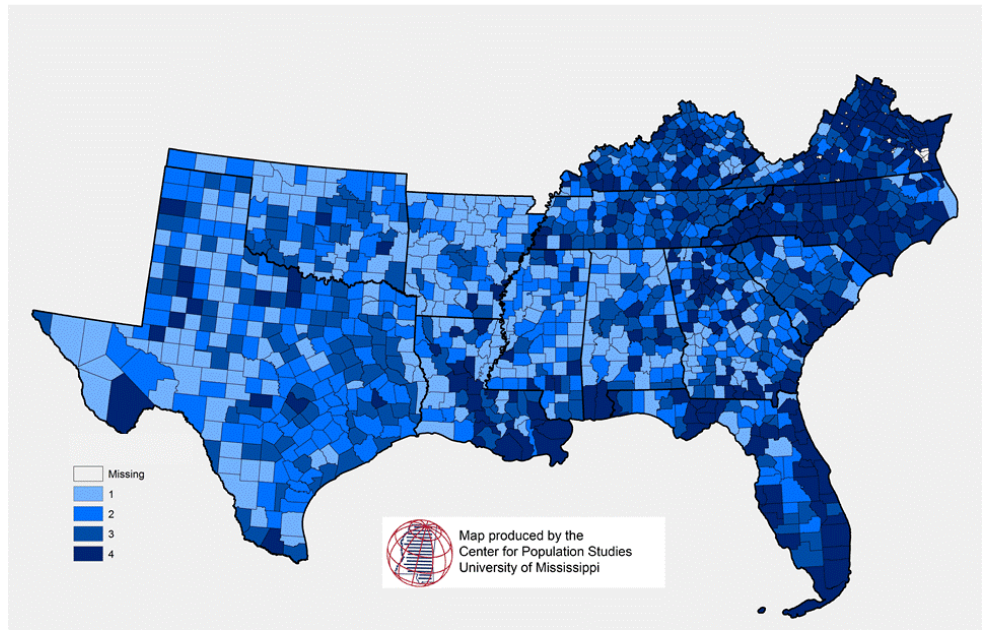 Missing
1
2
3
4
Map produced by the
Center for Population Studies
University of Mississippi